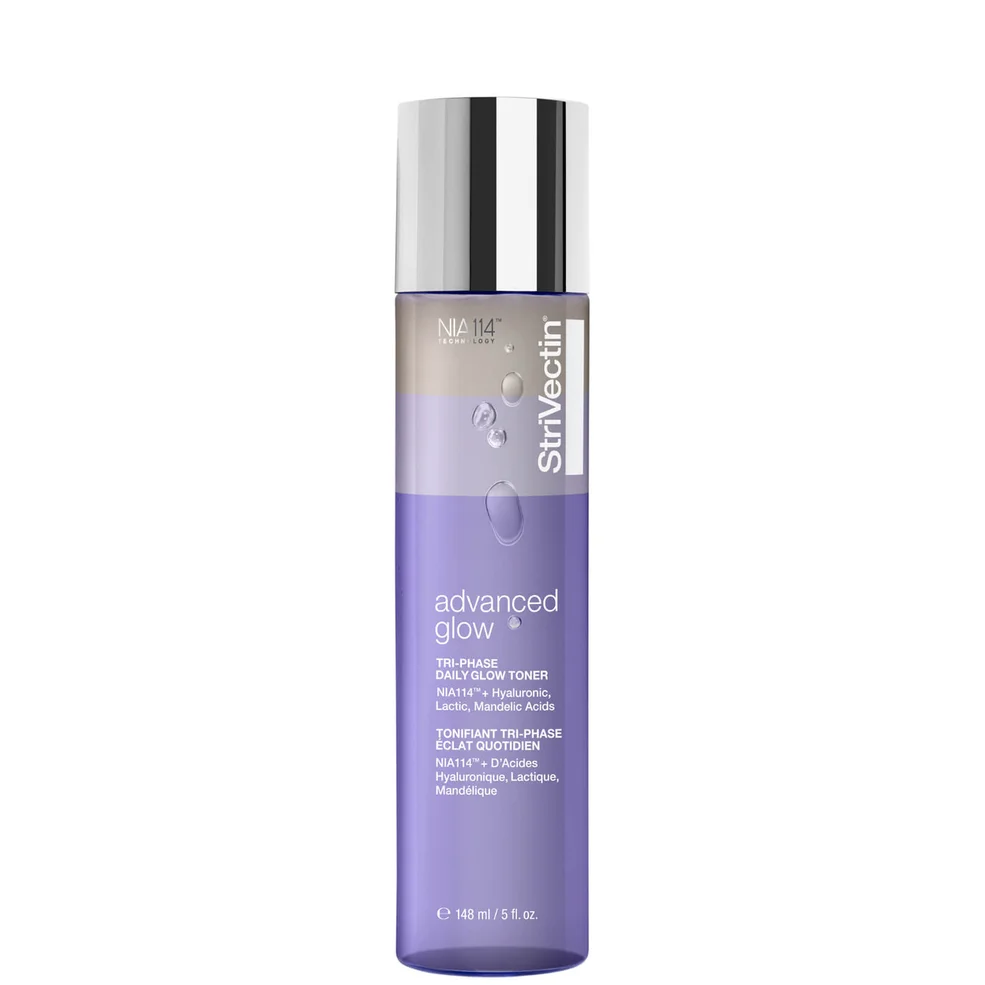 NIA114™
TECHNOLOGY
StriVectin®
advanced
glow
TRI-PHASE
DAILY GLOW TONER
NIA114™+ Hyaluronic,
Lactic, Mandelic Acids
TONIFIANT TRI-PHASE
ÉCLAT QUOTIDIEN
NIA114™+ D'Acides
Hyaluronique, Lactique,
Mandélique
℮ 148 ml / 5 fl. oz.